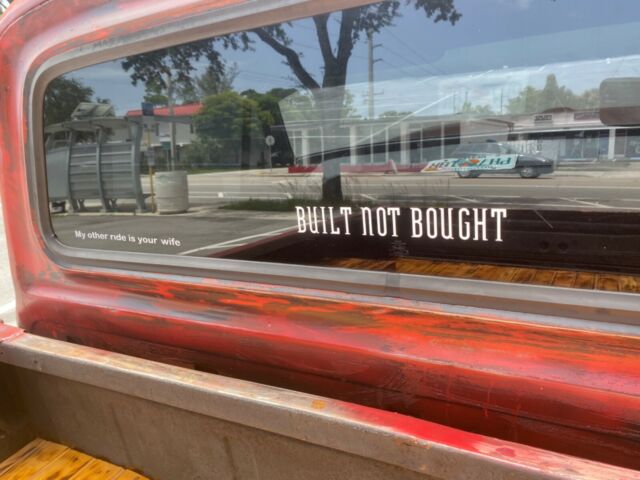 My other ride is your wife
BUILT NOT BOUGHT